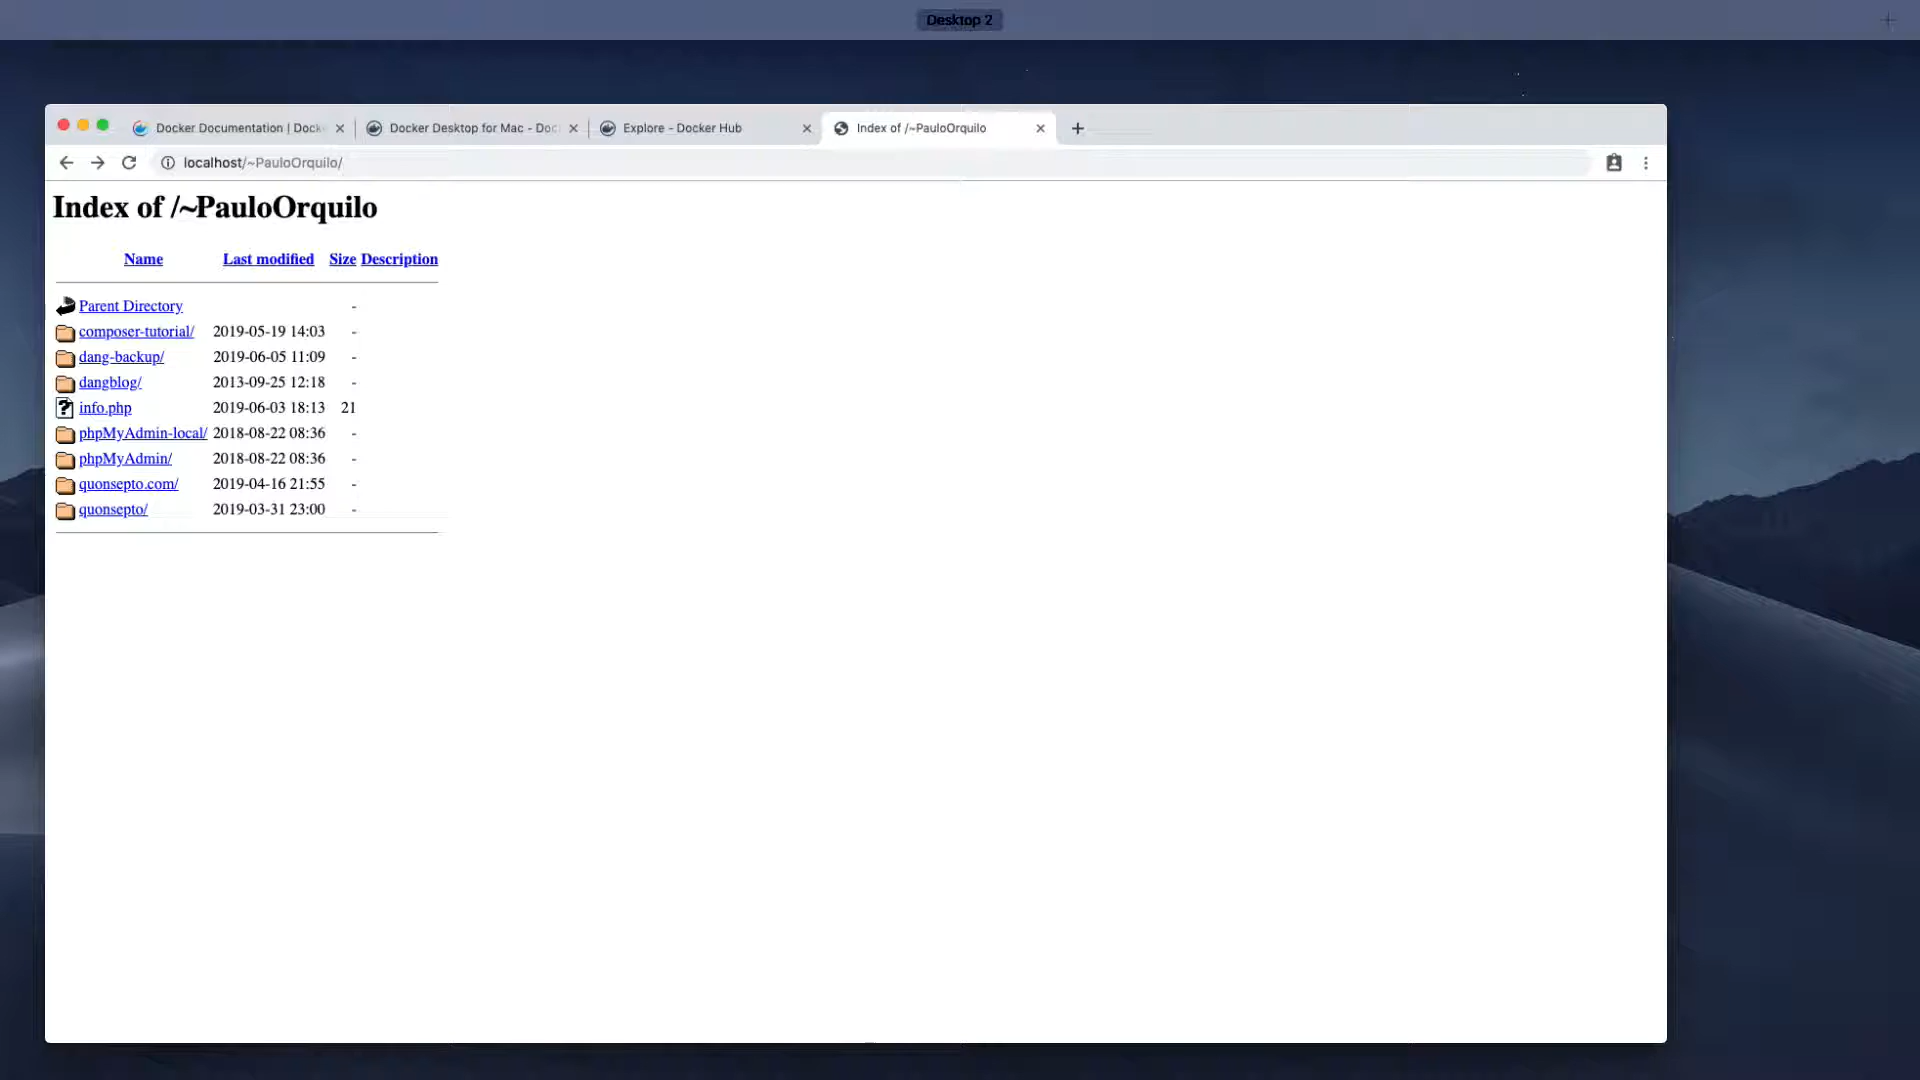 Desktop 2
Docker Documentation | Docke
Docker Desktop for Mac - Doc
Explore - Docker Hub
Index of /~PauloOrquilo
localhost/~PauloOrquilo/
Index of /~PauloOrquilo
Name Last modified Size Description
Parent Directory -
composer-tutorial/ 2019-05-19 14:03 -
dang-backup/ 2019-06-05 11:09 -
dangblog/ 2013-09-25 12:18 -
info.php 2019-06-03 18:13 21
phpMyAdmin-local/ 2018-08-22 08:36 -
phpMyAdmin/ 2018-08-22 08:36 -
quonsepto.com/ 2019-04-16 21:55 -
quonsepto/ 2019-03-31 23:00 -